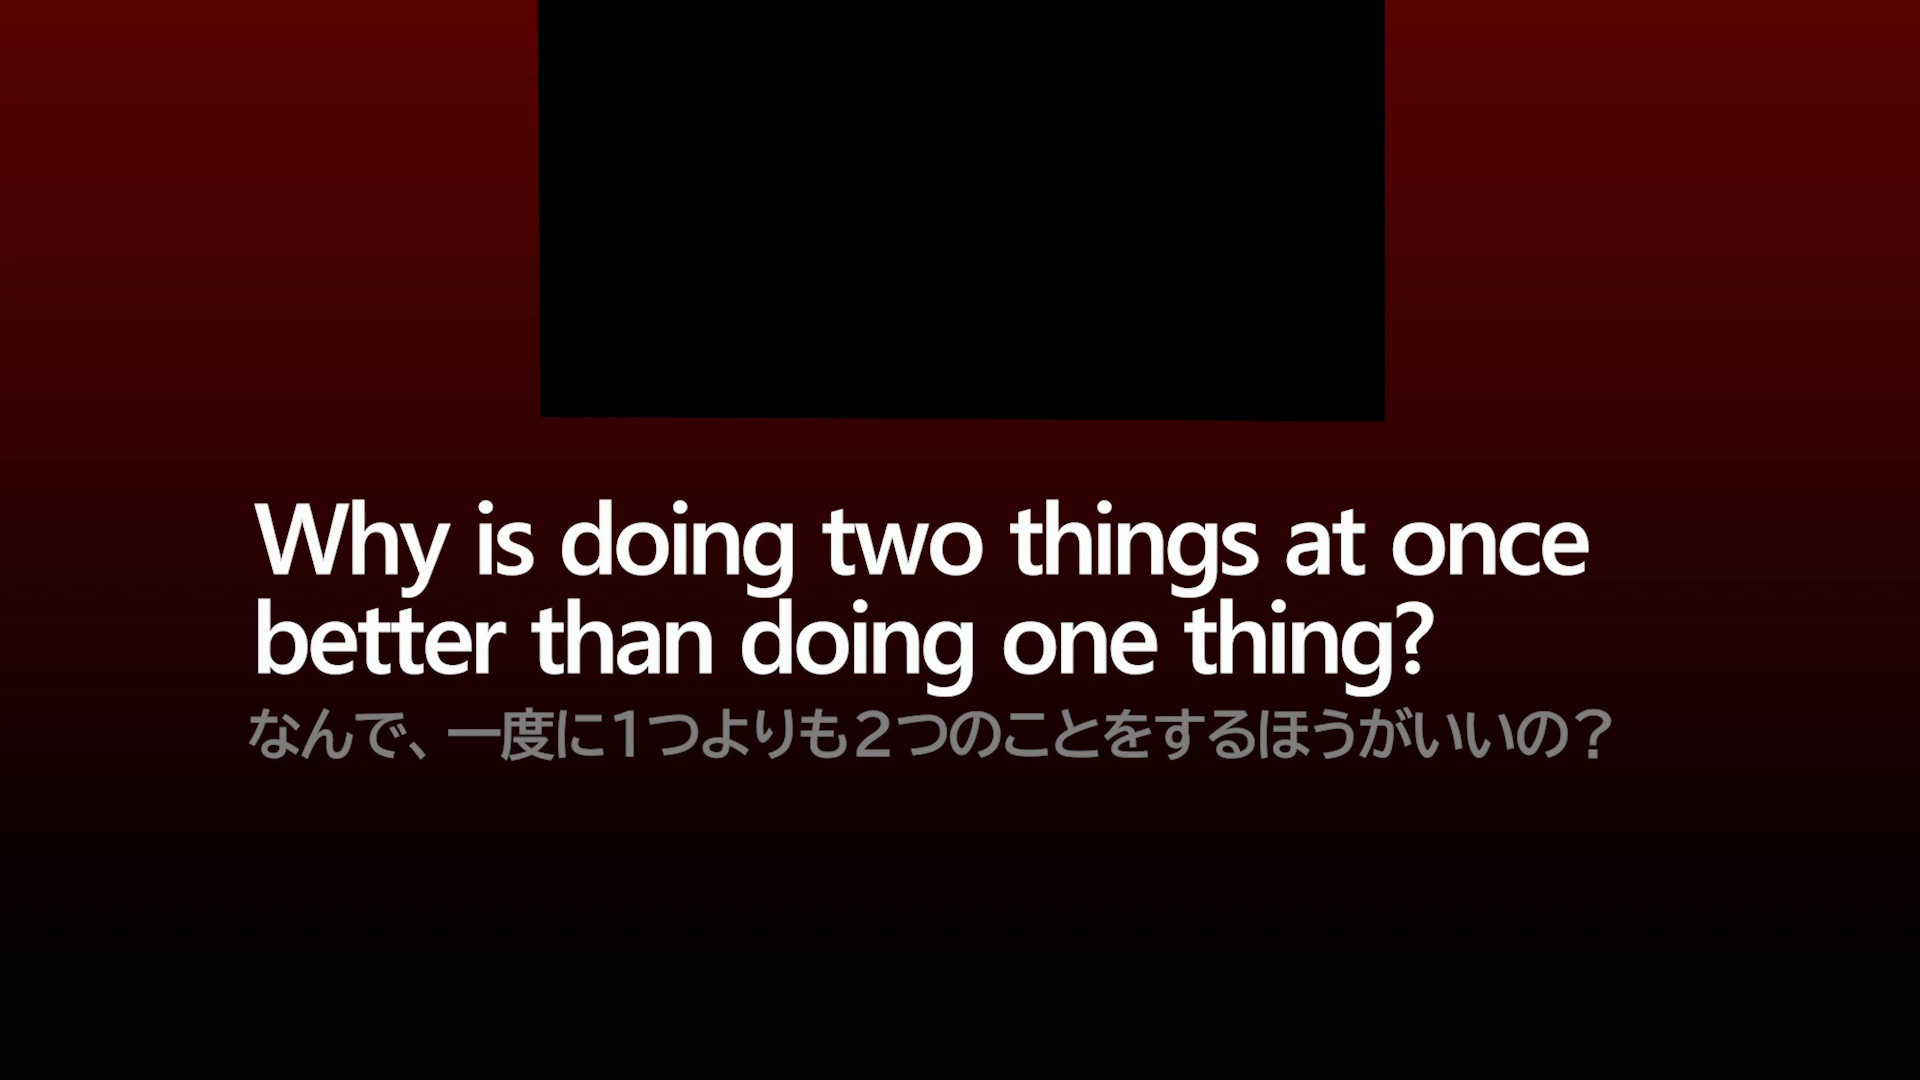 Why is doing two things at once
better than doing one thing?
なんで、一度に１つよりも２つのことをするほうがいいの？